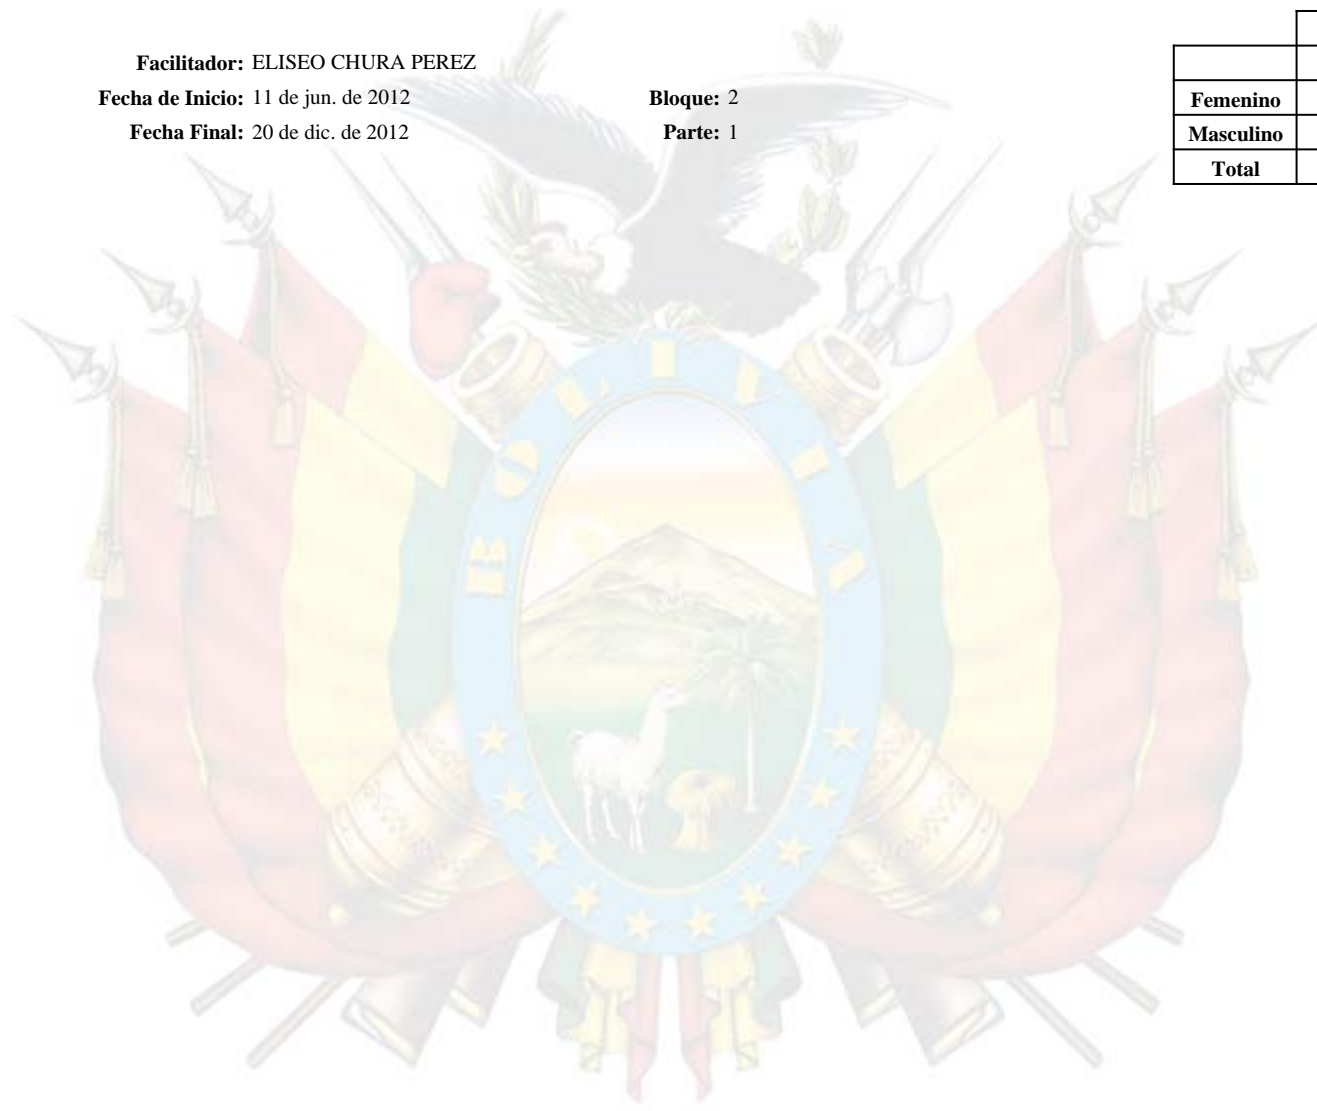 Facilitador: ELISEO CHURA PEREZ
Fecha de Inicio: 11 de jun. de 2012 Bloque: 2
Fecha Final: 20 de dic. de 2012 Parte: 1
Femenino
Masculino
Total
BOLIVIA